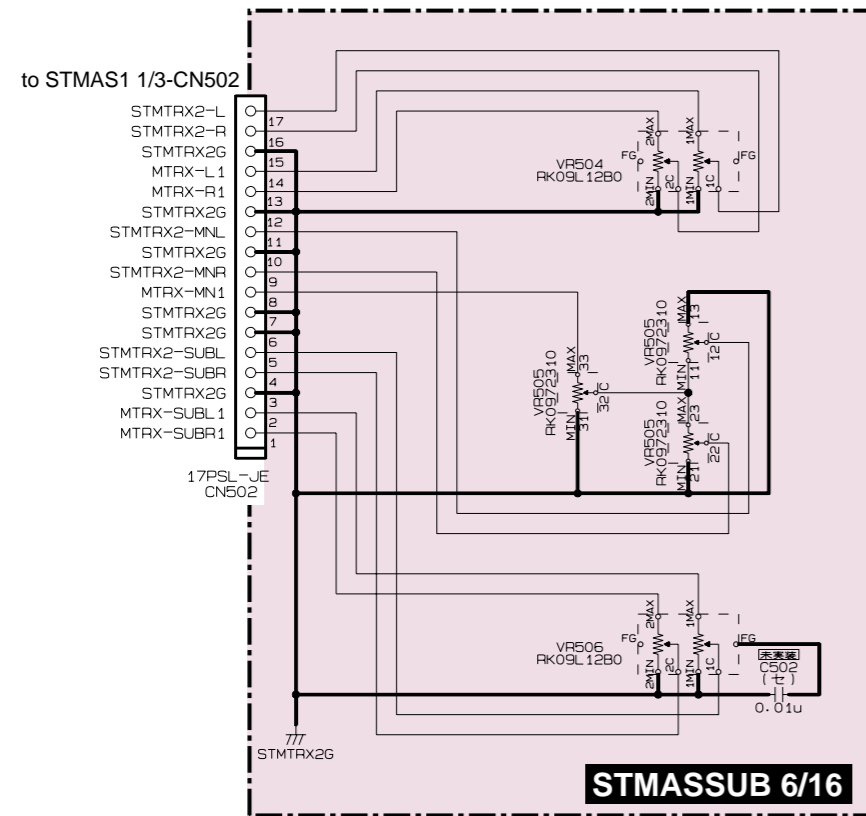 to STMAS1 1/3-CN502
STMTRX2-L
17
STMTRX2-R
16
STMTRX2G
15
MTRX-L1
14
MTRX-R1
13
STMTRX2G
12
STMTRX2-MNL
11
STMTRX2G
10
STMTRX2-MNR
9
MTRX-MN1
8
STMTRX2G
7
STMTRX2G
6
STMTRX2-SUBL
5
STMTRX2-SUBR
4
STMTRX2G
3
MTRX-SUBL1
2
MTRX-SUBR1
1
17PSL-JE
CN502
VR504
RK09L12B0
FG
2MAX
1MAX
FG
2MIN
2C
1MIN
1C
VR505
RK0972310
MAX
33
32
C
MIN
31
VR505
RK0972310
MAX
13
12
C
MIN
11
VR505
RK0972310
MAX
23
22
C
MIN
21
VR506
RK09L12B0
FG
2MAX
1MAX
FG
2MIN
2C
1MIN
1C
未実装
C502
(セ)
0.01u
STMTRX2G
STMASSUB 6/16